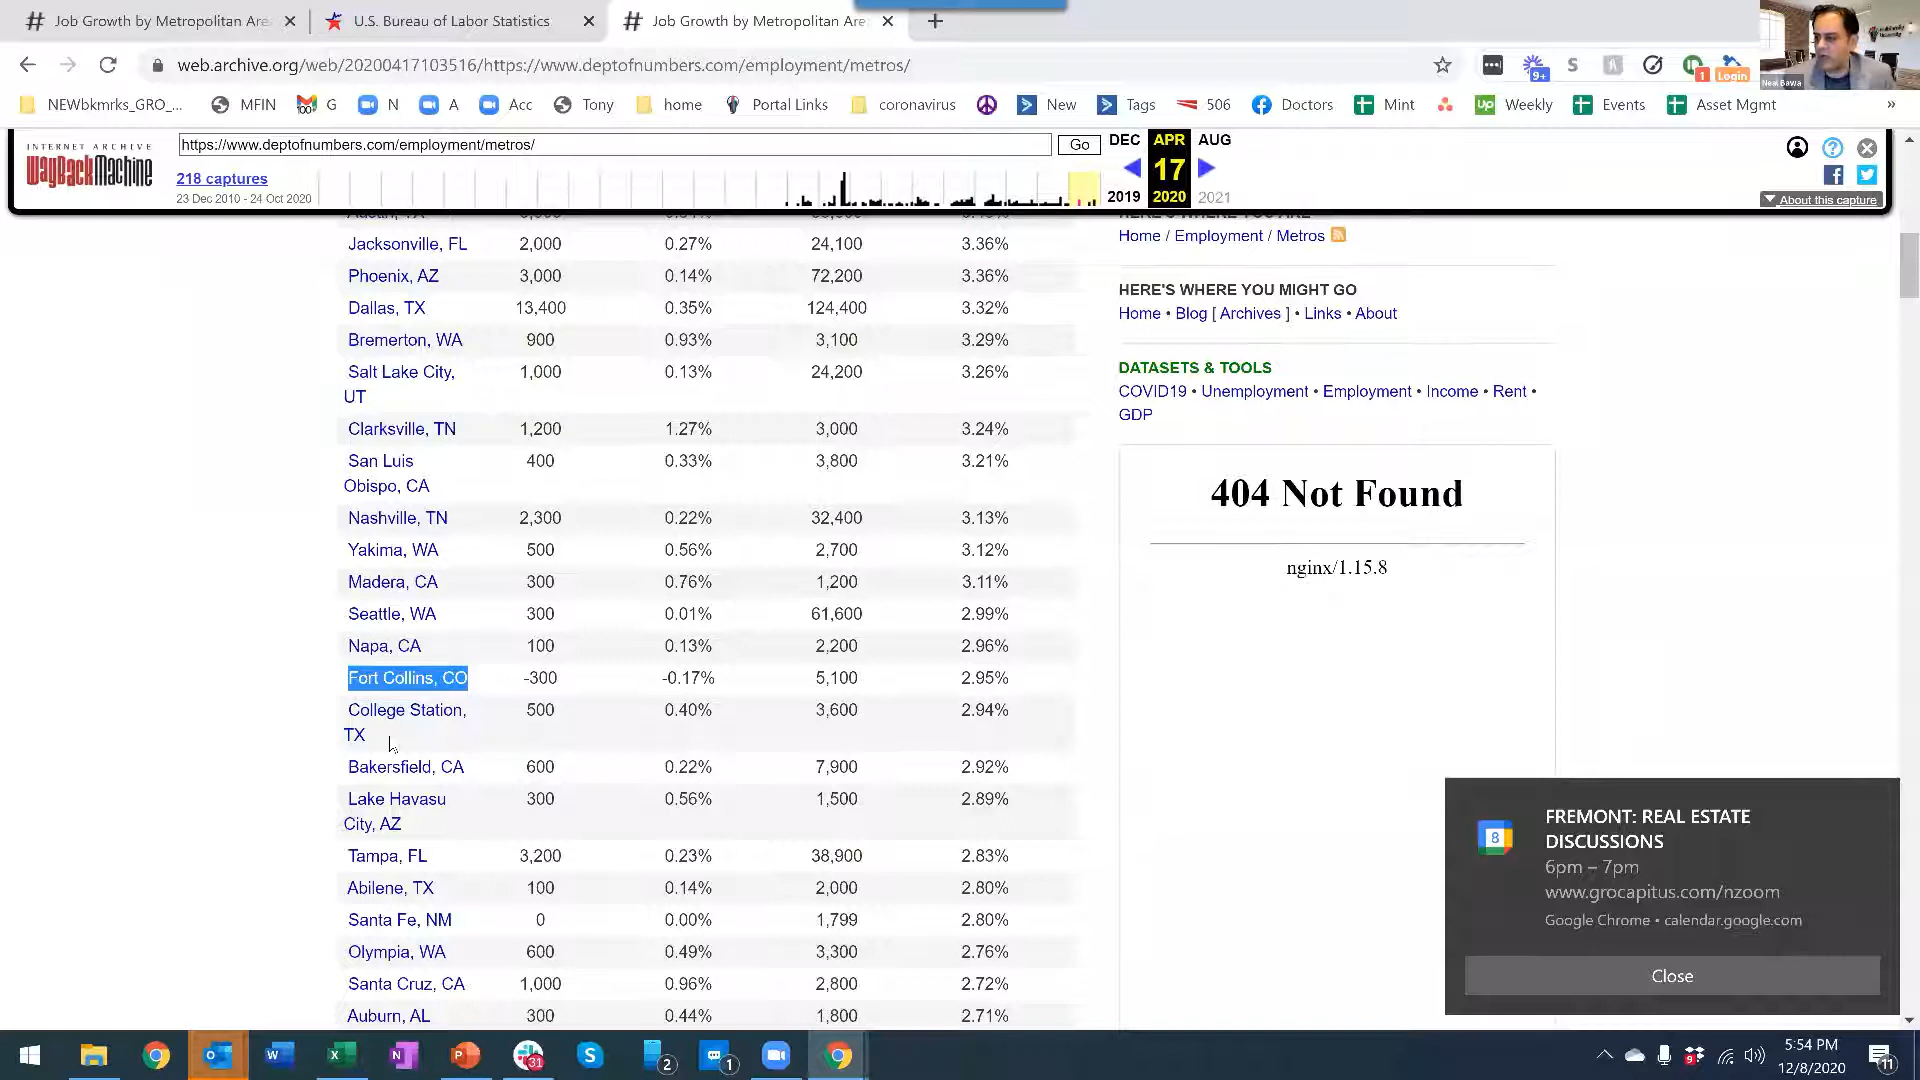 Job Growth by Metropolitan Are
U.S. Bureau of Labor Statistics
Job Growth by Metropolitan Are
web.archive.org/web/20200417103516/https://www.deptofnumbers.com/employment/metros/
9+
S
1
Login
Neal Bawa
NEWbkmrks_GRO_...
MFIN
100
G
N
A
Acc
Tony
home
Portal Links
coronavirus
New
Tags
506
Doctors
Mint
Up
Weekly
Events
Asset Mgmt
»
INTERNET ARCHIVE
WayBackMachine
https://www.deptofnumbers.com/employment/metros/
Go
218 captures
23 Dec 2010 - 24 Oct 2020
DEC APR AUG
17
2019 2020 2021
About this capture
Jacksonville, FL 2,000 0.27% 24,100 3.36%
Phoenix, AZ 3,000 0.14% 72,200 3.36%
Dallas, TX 13,400 0.35% 124,400 3.32%
Bremerton, WA 900 0.93% 3,100 3.29%
Salt Lake City, 1,000 0.13% 24,200 3.26%
UT
Clarksville, TN 1,200 1.27% 3,000 3.24%
San Luis 400 0.33% 3,800 3.21%
Obispo, CA
Nashville, TN 2,300 0.22% 32,400 3.13%
Yakima, WA 500 0.56% 2,700 3.12%
Madera, CA 300 0.76% 1,200 3.11%
Seattle, WA 300 0.01% 61,600 2.99%
Napa, CA 100 0.13% 2,200 2.96%
Fort Collins, CO -300 -0.17% 5,100 2.95%
College Station, 500 0.40% 3,600 2.94%
TX
Bakersfield, CA 600 0.22% 7,900 2.92%
Lake Havasu 300 0.56% 1,500 2.89%
City, AZ
Tampa, FL 3,200 0.23% 38,900 2.83%
Abilene, TX 100 0.14% 2,000 2.80%
Santa Fe, NM 0 0.00% 1,799 2.80%
Olympia, WA 600 0.49% 3,300 2.76%
Santa Cruz, CA 1,000 0.96% 2,800 2.72%
Auburn, AL 300 0.44% 1,800 2.71%
HERE'S WHERE YOU ARE
Home / Employment / Metros
HERE'S WHERE YOU MIGHT GO
Home • Blog [ Archives ] • Links • About
DATASETS & TOOLS
COVID19 • Unemployment • Employment • Income • Rent •
GDP
404 Not Found
nginx/1.15.8
8
FREMONT: REAL ESTATE
DISCUSSIONS
6pm – 7pm
www.grocapitus.com/nzoom
Google Chrome • calendar.google.com
Close
31
2
1
9
5:54 PM
12/8/2020
11